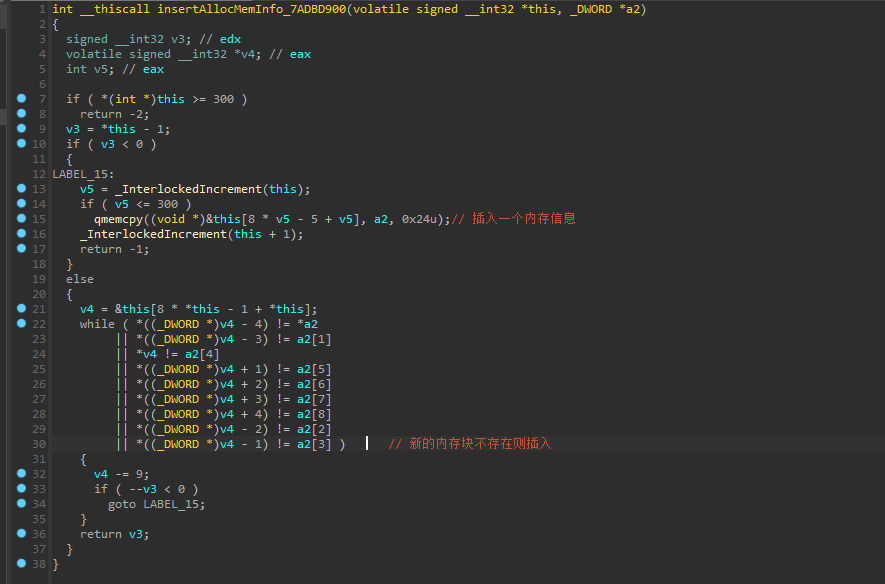 1 int __thiscall insertAllocMemInfo_7ADBD900(volatile signed __int32 *this, _DWORD *a2)
2 {
3   signed __int32 v3; // edx
4   volatile signed __int32 *v4; // eax
5   int v5; // eax
6
7   if ( *(int *)this >= 300 )
8     return -2;
9   v3 = *this - 1;
10   if ( v3 < 0 )
11   {
12 LABEL_15:
13     v5 = _InterlockedIncrement(this);
14     if ( v5 <= 300 )
15       qmemcpy((void *)&this[8 * v5 - 5 + v5], a2, 0x24u);// 插入一个内存信息
16     _InterlockedIncrement(this + 1);
17     return -1;
18   }
19   else
20   {
21     v4 = &this[8 * *this - 1 + *this];
22     while ( *((_DWORD *)v4 - 4) != *a2
23          || *((_DWORD *)v4 - 3) != a2[1]
24          || *v4 != a2[4]
25          || *((_DWORD *)v4 + 1) != a2[5]
26          || *((_DWORD *)v4 + 2) != a2[6]
27          || *((_DWORD *)v4 + 3) != a2[7]
28          || *((_DWORD *)v4 + 4) != a2[8]
29          || *((_DWORD *)v4 - 2) != a2[2]
30          || *((_DWORD *)v4 - 1) != a2[3] )      // 新的内存块不存在则插入
31     {
32       v4 -= 9;
33       if ( --v3 < 0 )
34         goto LABEL_15;
35     }
36     return v3;
37   }
38 }